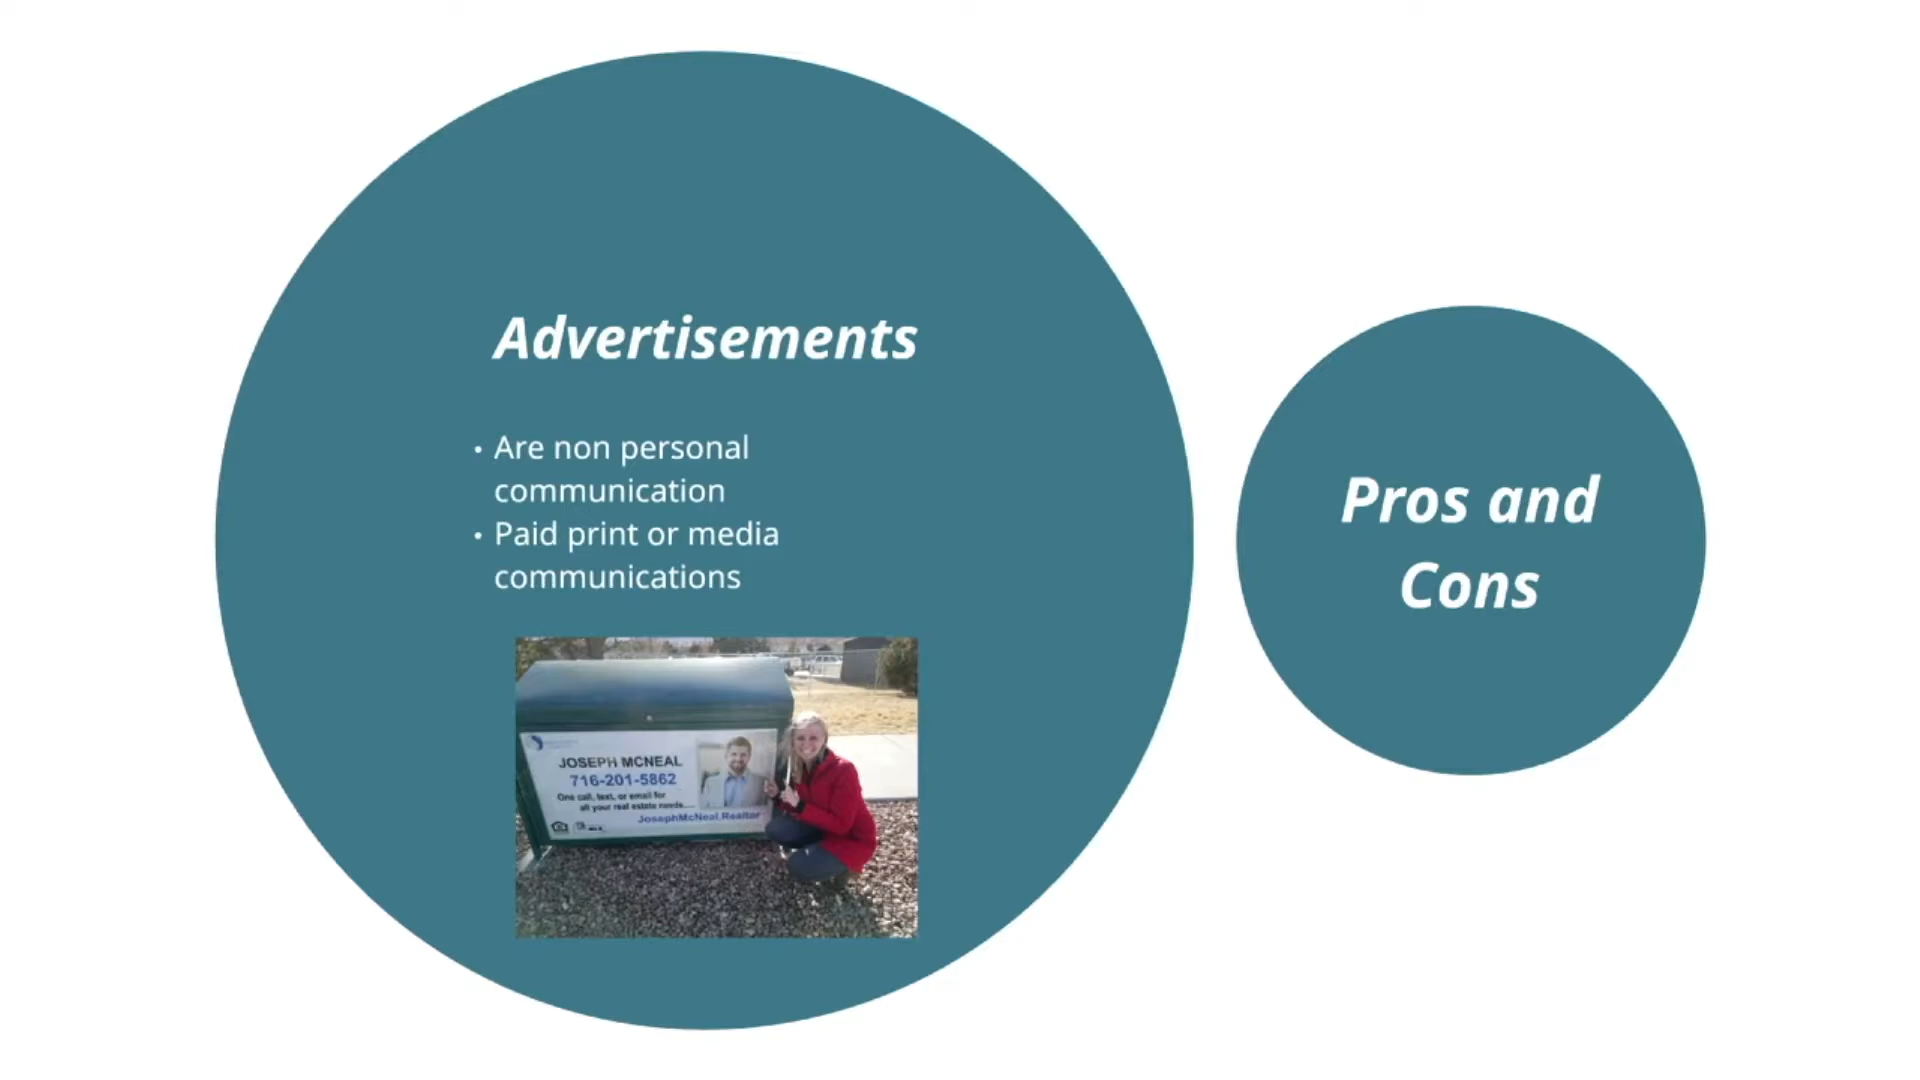 Advertisements
• Are non personal
communication
• Paid print or media
communications
JOSEPH MCNEAL
716-201-5862
One call, text, or email for
all your real estate needs....
JosephMcNeal.Realtor
Pros and
Cons